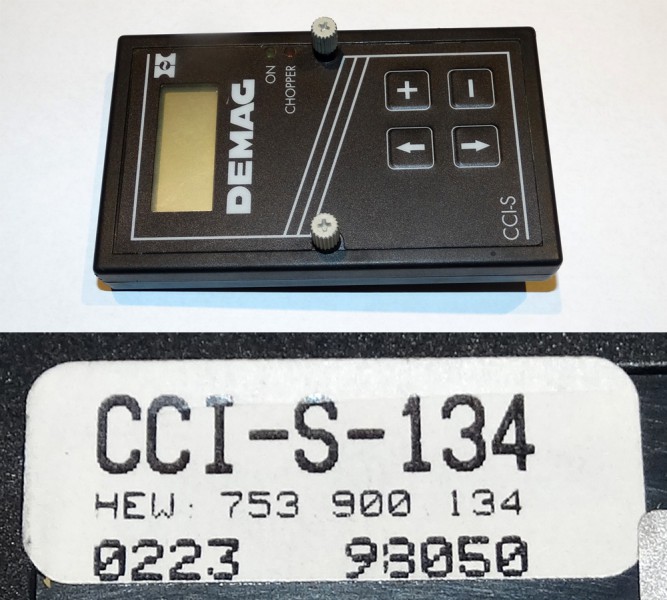 DEMAG
ON
CHOPPER
+ -
← →
CCI-S
CCI-S-134
HEW: 753 900 134
0223 98050